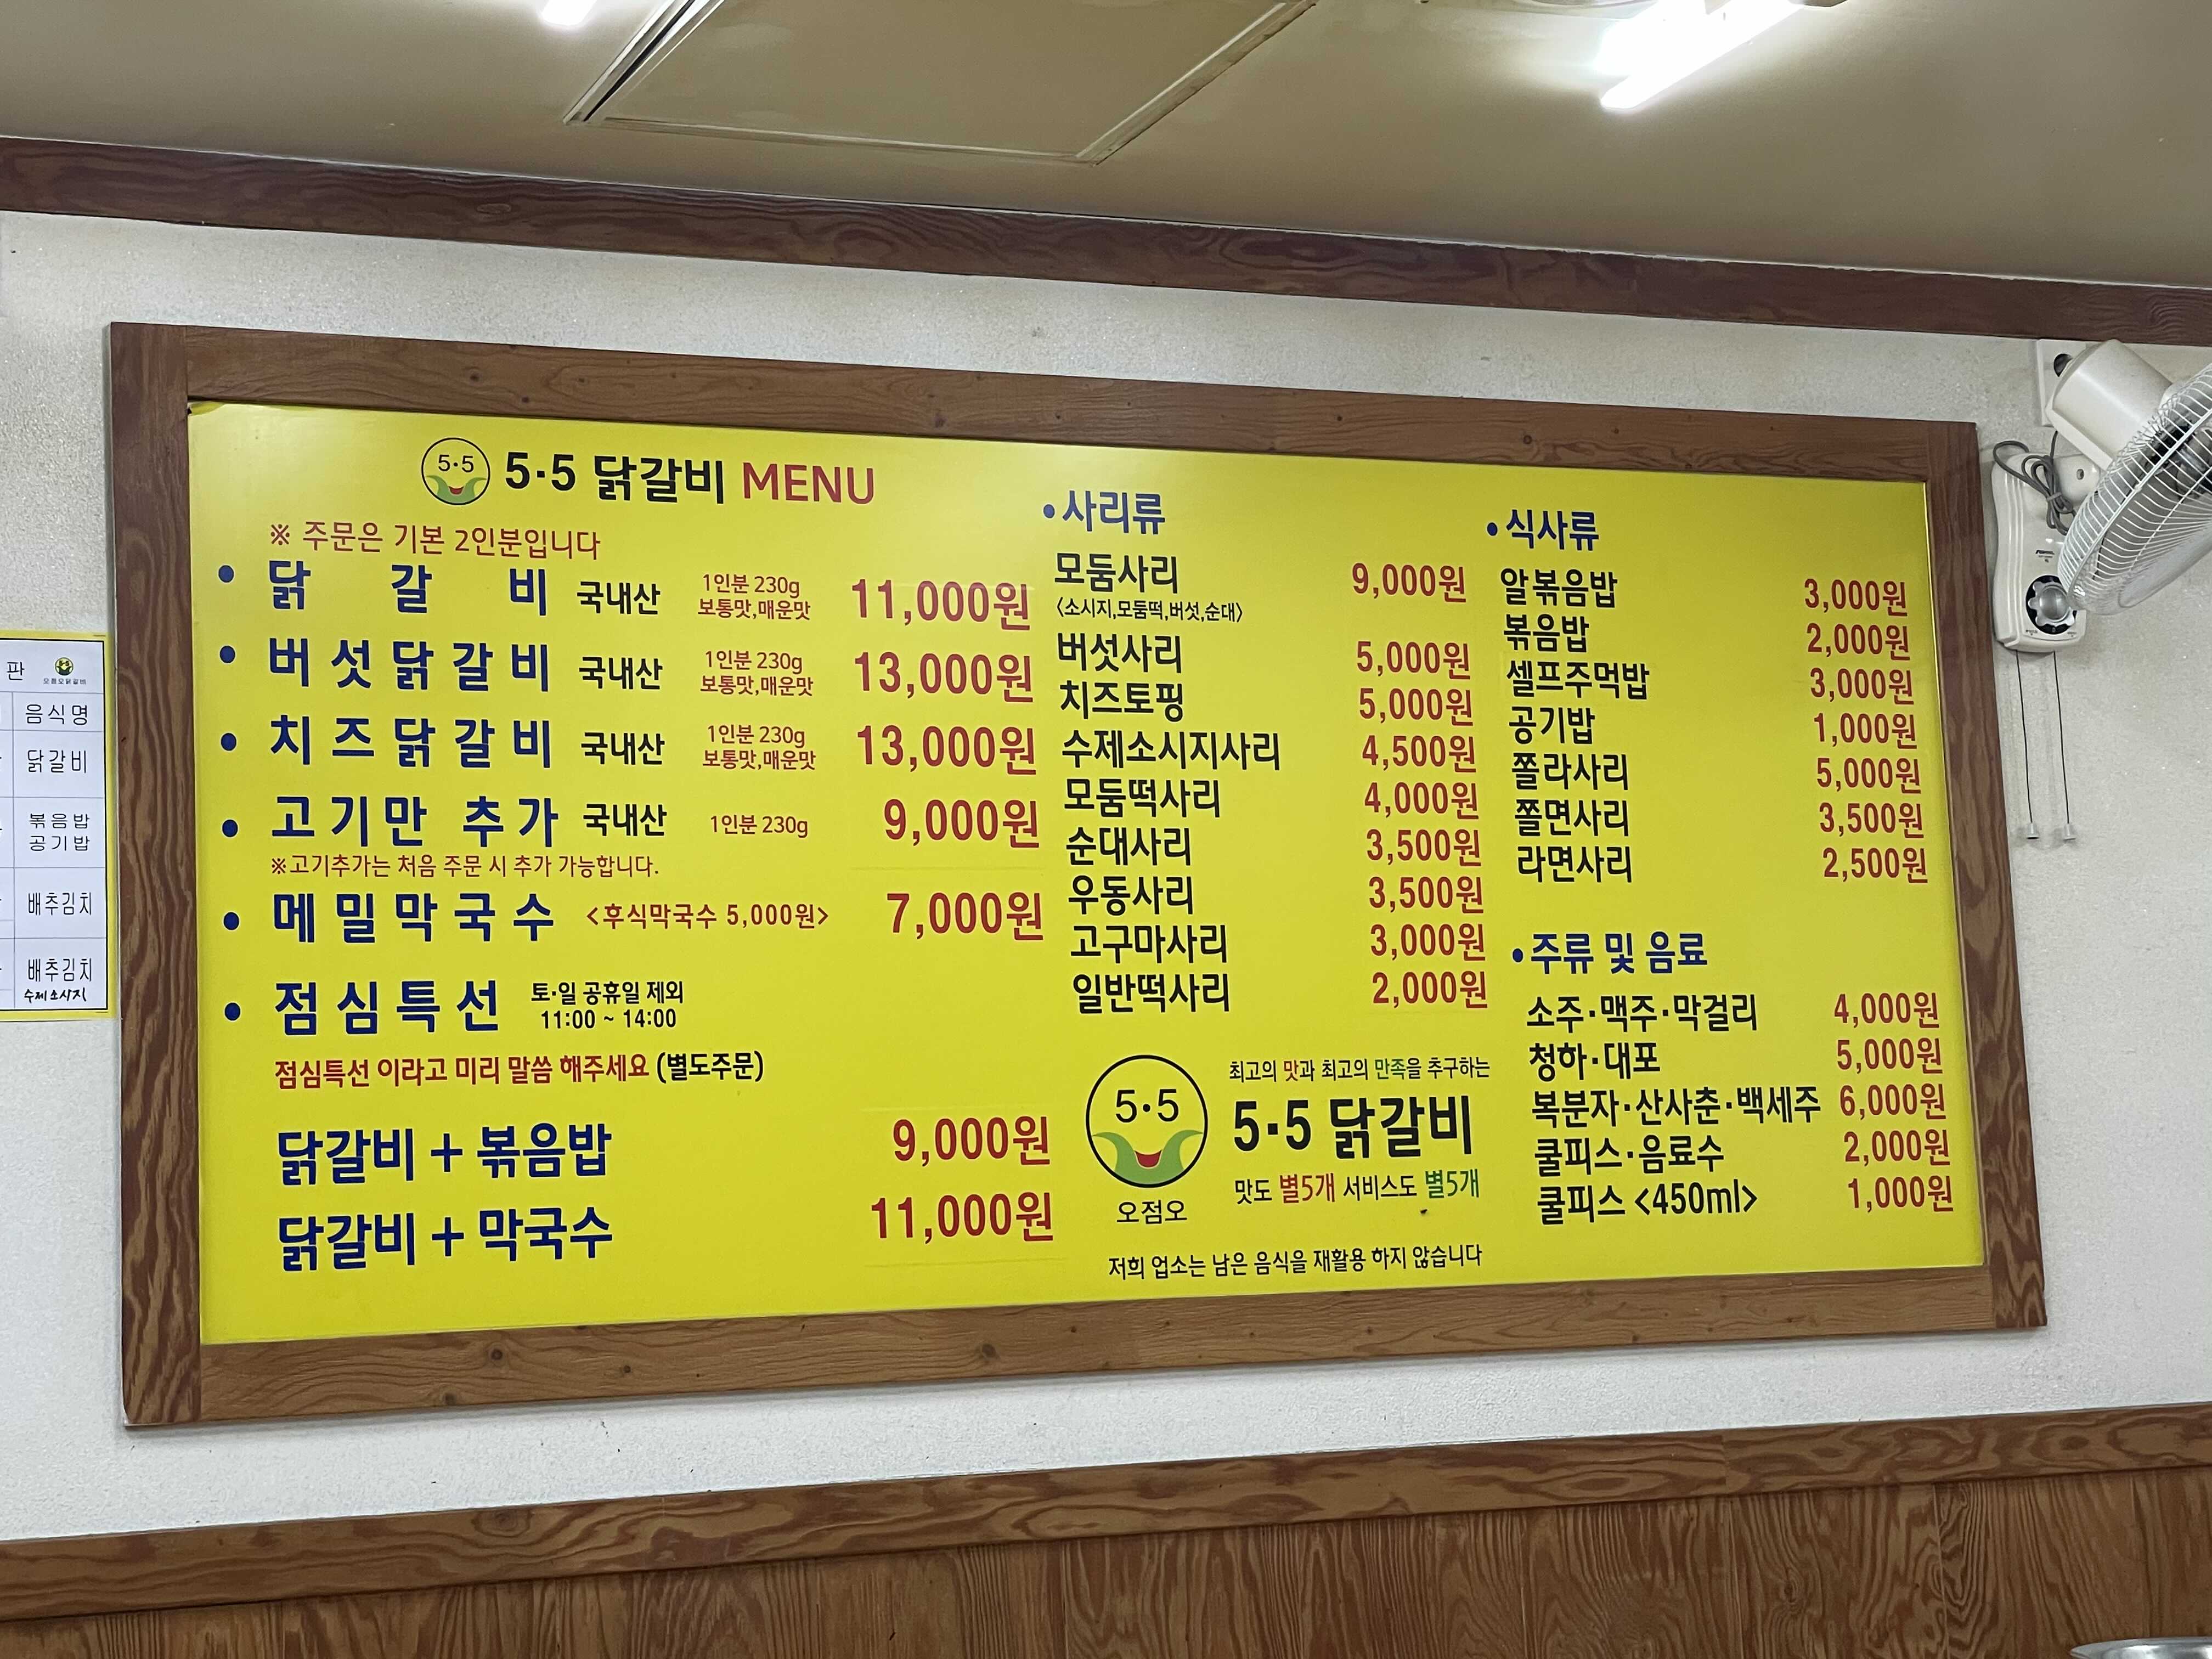 5·5
5·5 닭갈비 MENU
※ 주문은 기본 2인분입니다
• 닭 갈 비 국내산 1인분 230g 보통맛,매운맛 11,000원
• 버섯닭갈비 국내산 1인분 230g 보통맛,매운맛 13,000원
• 치즈닭갈비 국내산 1인분 230g 보통맛,매운맛 13,000원
• 고기만 추가 국내산 1인분 230g 9,000원
※고기추가는 처음 주문 시 추가 가능합니다.
• 메밀막국수 <후식막국수 5,000원> 7,000원
• 점심특선 토·일 공휴일 제외
11:00 ~ 14:00
점심특선 이라고 미리 말씀 해주세요 (별도주문)
닭갈비 + 볶음밥 9,000원
닭갈비 + 막국수 11,000원
• 사리류
모둠사리 9,000원
<소시지,모둠떡,버섯,순대>
버섯사리 5,000원
치즈토핑 5,000원
수제소시지사리 4,500원
모둠떡사리 4,000원
순대사리 3,500원
우동사리 3,500원
고구마사리 3,000원
일반떡사리 2,000원
5·5
오점오
최고의 맛과 최고의 만족을 추구하는
5·5 닭갈비
맛도 별5개 서비스도 별5개
저희 업소는 남은 음식을 재활용 하지 않습니다
• 식사류
알볶음밥 3,000원
볶음밥 2,000원
셀프주먹밥 3,000원
공기밥 1,000원
쫄라사리 5,000원
쫄면사리 3,500원
라면사리 2,500원
• 주류 및 음료
소주·맥주·막걸리 4,000원
청하·대포 5,000원
복분자·산사춘·백세주 6,000원
쿨피스·음료수 2,000원
쿨피스 <450ml> 1,000원
판
음식명
닭갈비
볶음밥
공기밥
배추김치
배추김치
수제소시지